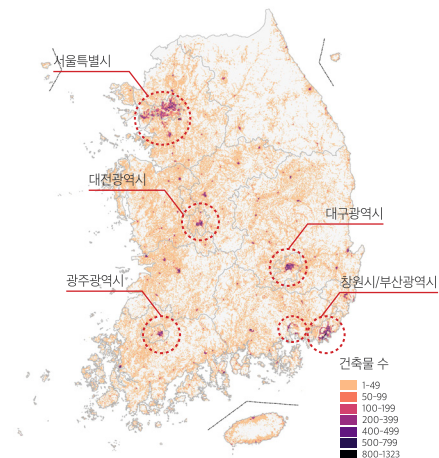 서울특별시
대전광역시
대구광역시
광주광역시
창원시/부산광역시
건축물 수
1-49
50-99
100-199
200-399
400-499
500-799
800-1323